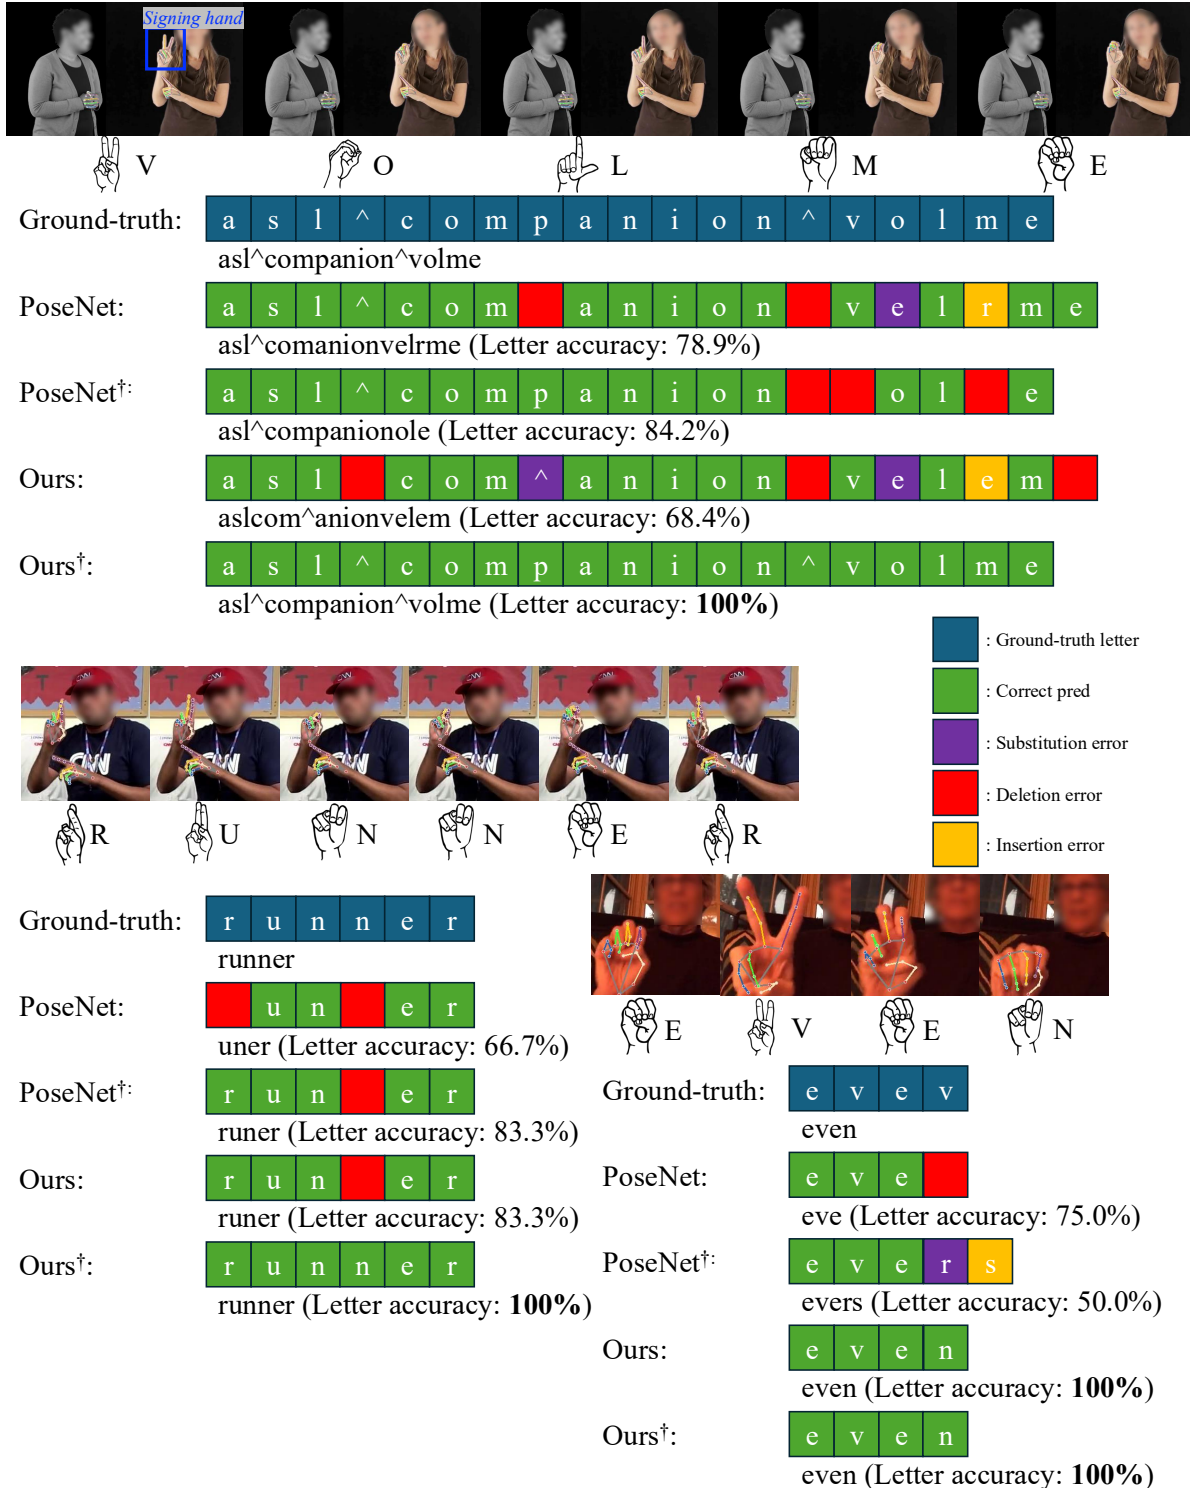 Signing hand
V O L M E
Ground-truth: a s l ^ c o m p a n i o n ^ v o l m e
asl^companion^volme
PoseNet: a s l ^ c o m a n i o n v e l r m e
asl^comanionvelrme (Letter accuracy: 78.9%)
PoseNet†: a s l ^ c o m p a n i o n o l e
asl^companionole (Letter accuracy: 84.2%)
Ours: a s l c o m ^ a n i o n v e l e m
aslcom^anionvelem (Letter accuracy: 68.4%)
Ours†: a s l ^ c o m p a n i o n ^ v o l m e
asl^companion^volme (Letter accuracy: 100%)
: Ground-truth letter
: Correct pred
: Substitution error
: Deletion error
: Insertion error
R U N N E R
Ground-truth: r u n n e r
runner
PoseNet: u n e r
uner (Letter accuracy: 66.7%)
PoseNet†: r u n e r
runer (Letter accuracy: 83.3%)
Ours: r u n e r
runer (Letter accuracy: 83.3%)
Ours†: r u n n e r
runner (Letter accuracy: 100%)
E V E N
Ground-truth: e v e v
even
PoseNet: e v e
eve (Letter accuracy: 75.0%)
PoseNet†: e v e r s
evers (Letter accuracy: 50.0%)
Ours: e v e n
even (Letter accuracy: 100%)
Ours†: e v e n
even (Letter accuracy: 100%)